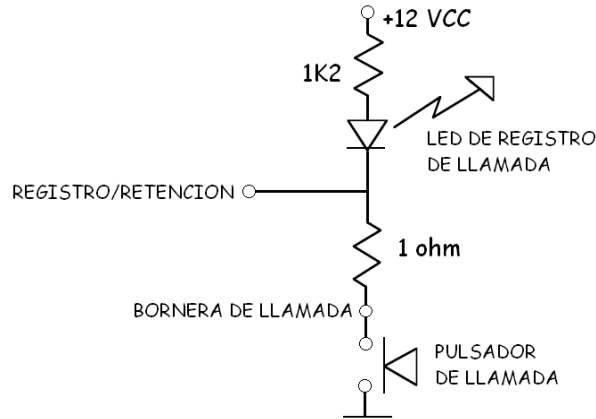 +12 VCC
1K2
LED DE REGISTRO
DE LLAMADA
REGISTRO/RETENCION
1 ohm
BORNERA DE LLAMADA
PULSADOR
DE LLAMADA